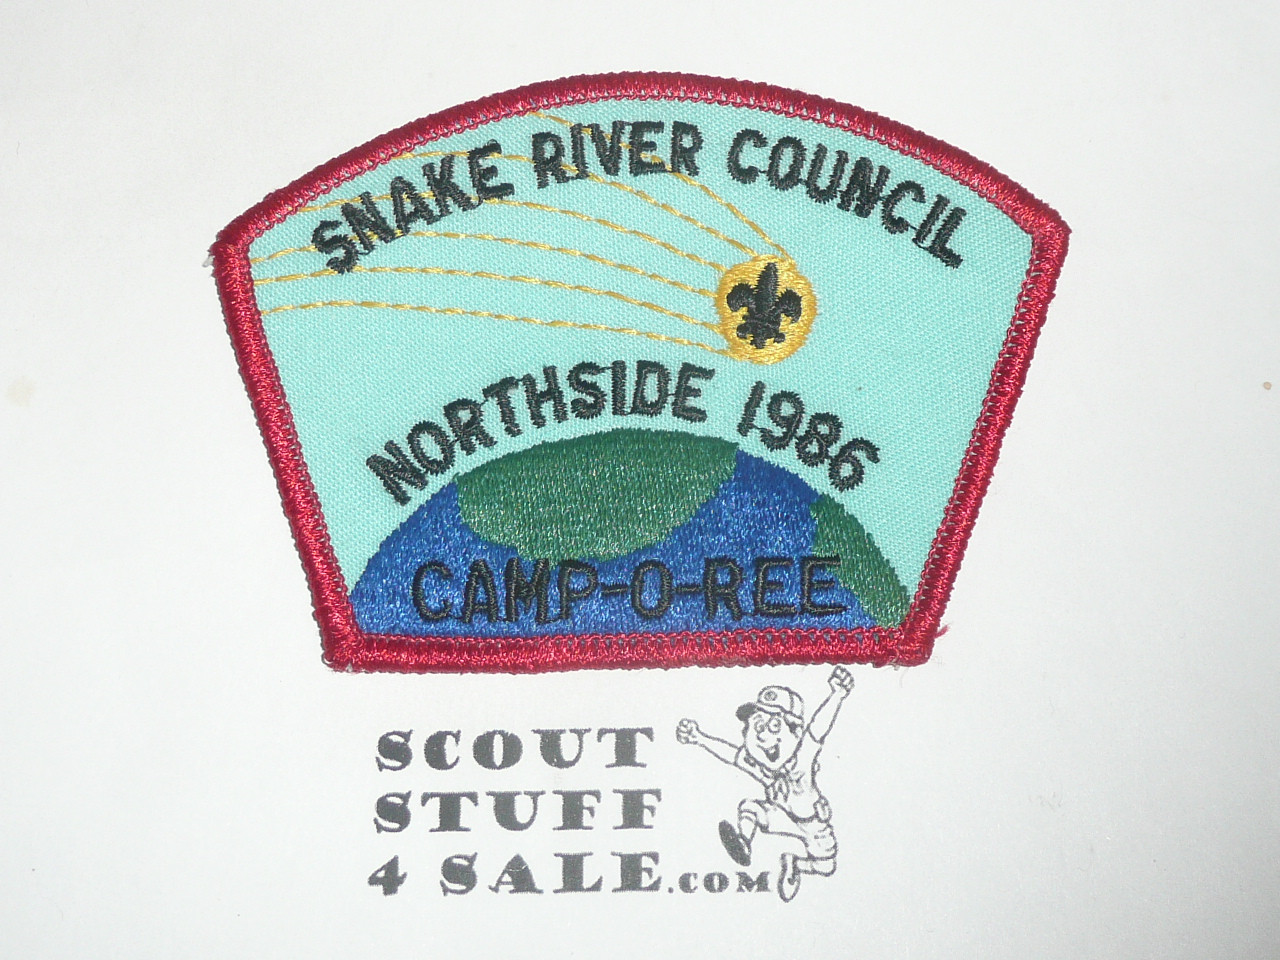 SNAKE RIVER COUNCIL
NORTHSIDE 1986
CAMP-O-REE
SCOUT
STUFF
4 SALE.COM